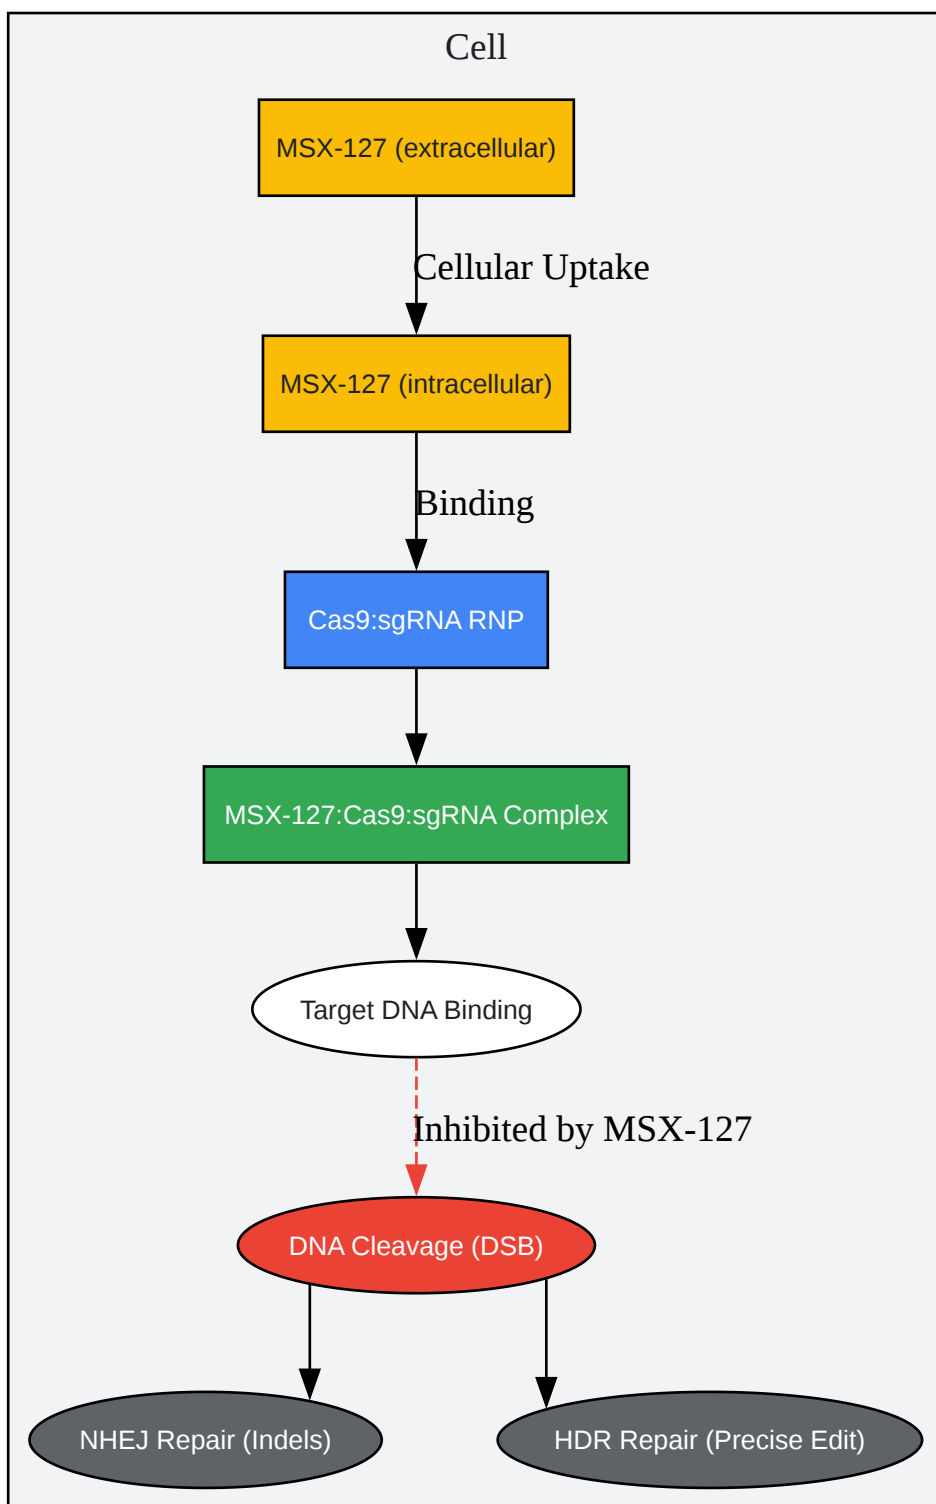 Cell
MSX-127 (extracellular)
Cellular Uptake
MSX-127 (intracellular)
Binding
Cas9:sgRNA RNP
MSX-127:Cas9:sgRNA Complex
Target DNA Binding
Inhibited by MSX-127
DNA Cleavage (DSB)
NHEJ Repair (Indels)
HDR Repair (Precise Edit)